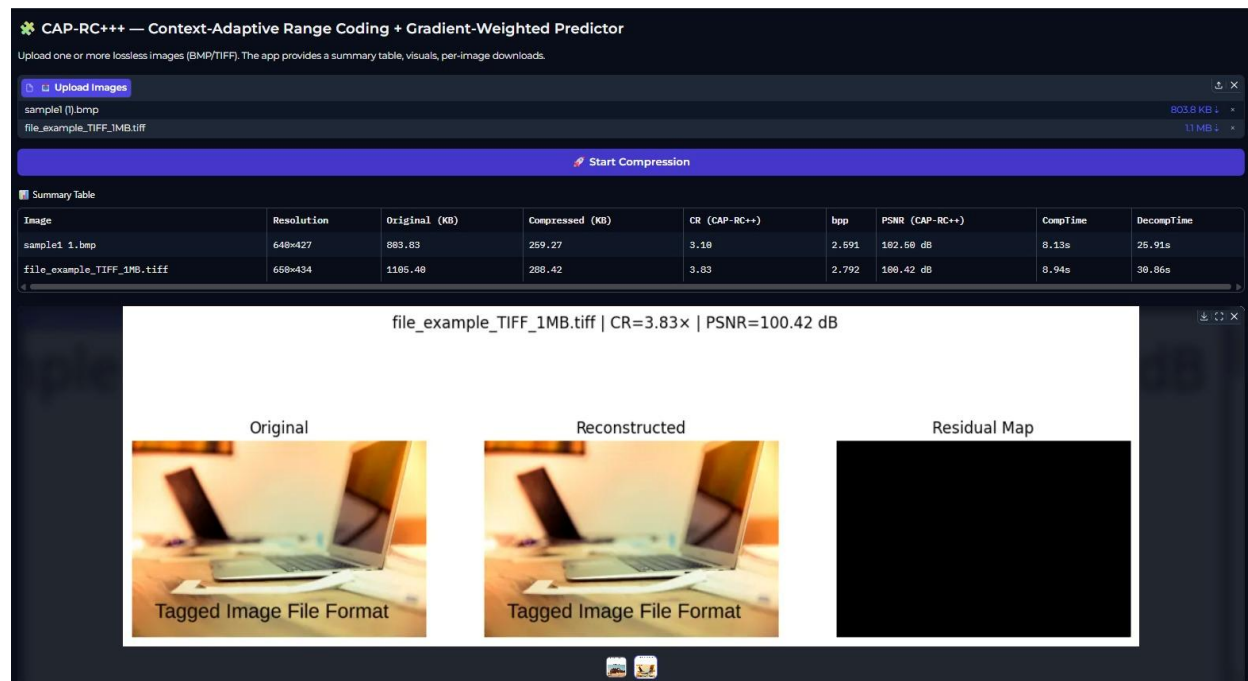 🧩 CAP-RC+++ — Context-Adaptive Range Coding + Gradient-Weighted Predictor
Upload one or more lossless images (BMP/TIFF). The app provides a summary table, visuals, per-image downloads.
Upload Images
sample1 (1).bmp 803.8 KB ↓ ×
file_example_TIFF_1MB.tiff 1.1 MB ↓ ×
🚀 Start Compression
📊 Summary Table
Image Resolution Original (KB) Compressed (KB) CR (CAP-RC++) bpp PSNR (CAP-RC++) CompTime DecompTime
sample1 1.bmp 640×427 803.83 259.27 3.10 2.591 102.50 dB 8.13s 25.91s
file_example_TIFF_1MB.tiff 650×434 1105.40 288.42 3.83 2.792 100.42 dB 8.94s 30.86s
file_example_TIFF_1MB.tiff | CR=3.83× | PSNR=100.42 dB
Original Reconstructed Residual Map
Tagged Image File Format Tagged Image File Format